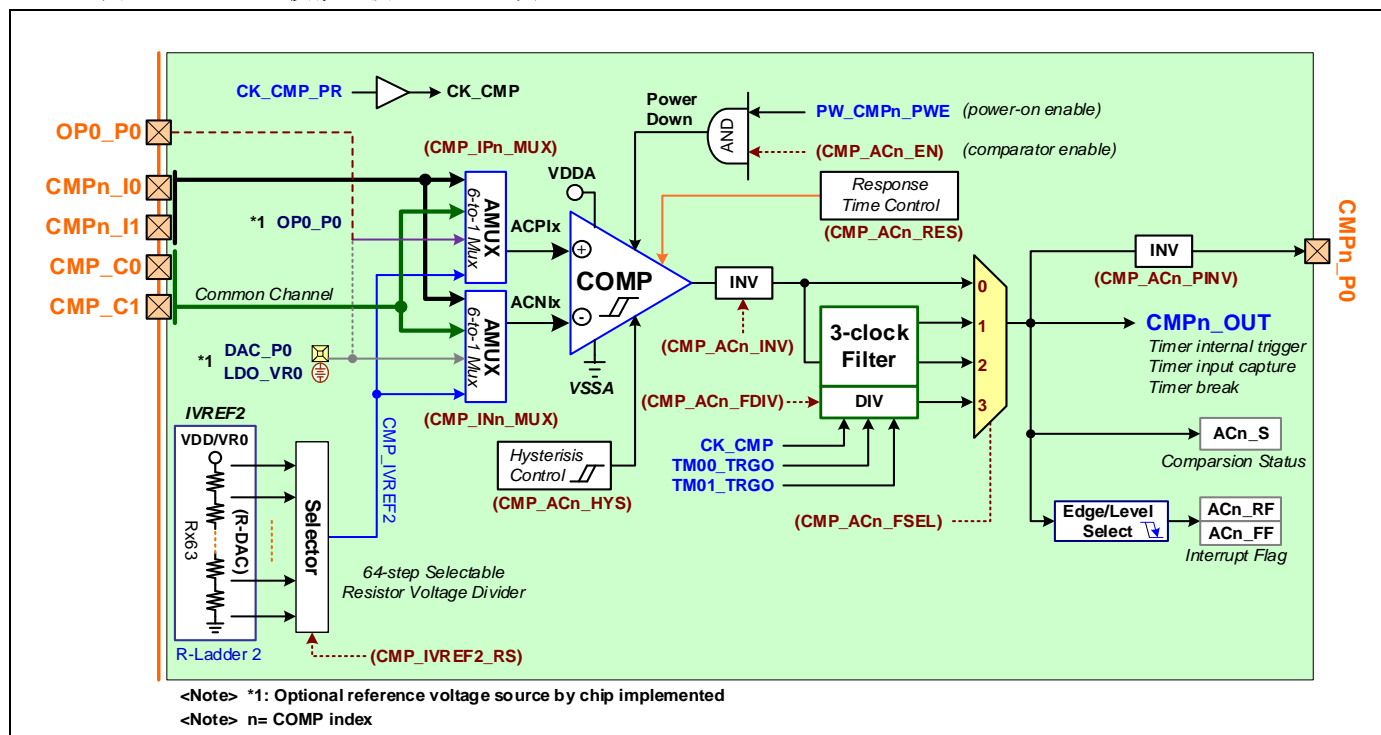 CK_CMP_PR
CK_CMP
OP0_P0
CMPn_I0
CMPn_I1
CMP_C0
CMP_C1
*1 OP0_P0
Common Channel
*1 DAC_P0
LDO_VR0
(CMP_IPn_MUX)
AMUX
6-to-1 Mux
ACPIx
AMUX
6-to-1 Mux
ACNIx
(CMP_INn_MUX)
VDDA
+
COMP
-
VSSA
Power
Down
AND
PW_CMPn_PWE (power-on enable)
(CMP_ACn_EN) (comparator enable)
Response
Time Control
(CMP_ACn_RES)
INV
(CMP_ACn_INV)
3-clock
Filter
DIV
(CMP_ACn_FDIV)
CK_CMP
TM00_TRGO
TM01_TRGO
0
1
2
3
(CMP_ACn_FSEL)
Hysterisis
Control
(CMP_ACn_HYS)
INV
(CMP_ACn_PINV)
CMPn_P0
CMPn_OUT
Timer internal trigger
Timer input capture
Timer break
ACn_S
Comparsion Status
Edge/Level
Select
ACn_RF
ACn_FF
Interrupt Flag
IVREF2
VDD/VR0
Rx63
(R-DAC)
R-Ladder 2
Selector
CMP_IVREF2
64-step Selectable
Resistor Voltage Divider
(CMP_IVREF2_RS)
<Note> *1: Optional reference voltage source by chip implemented
<Note> n= COMP index